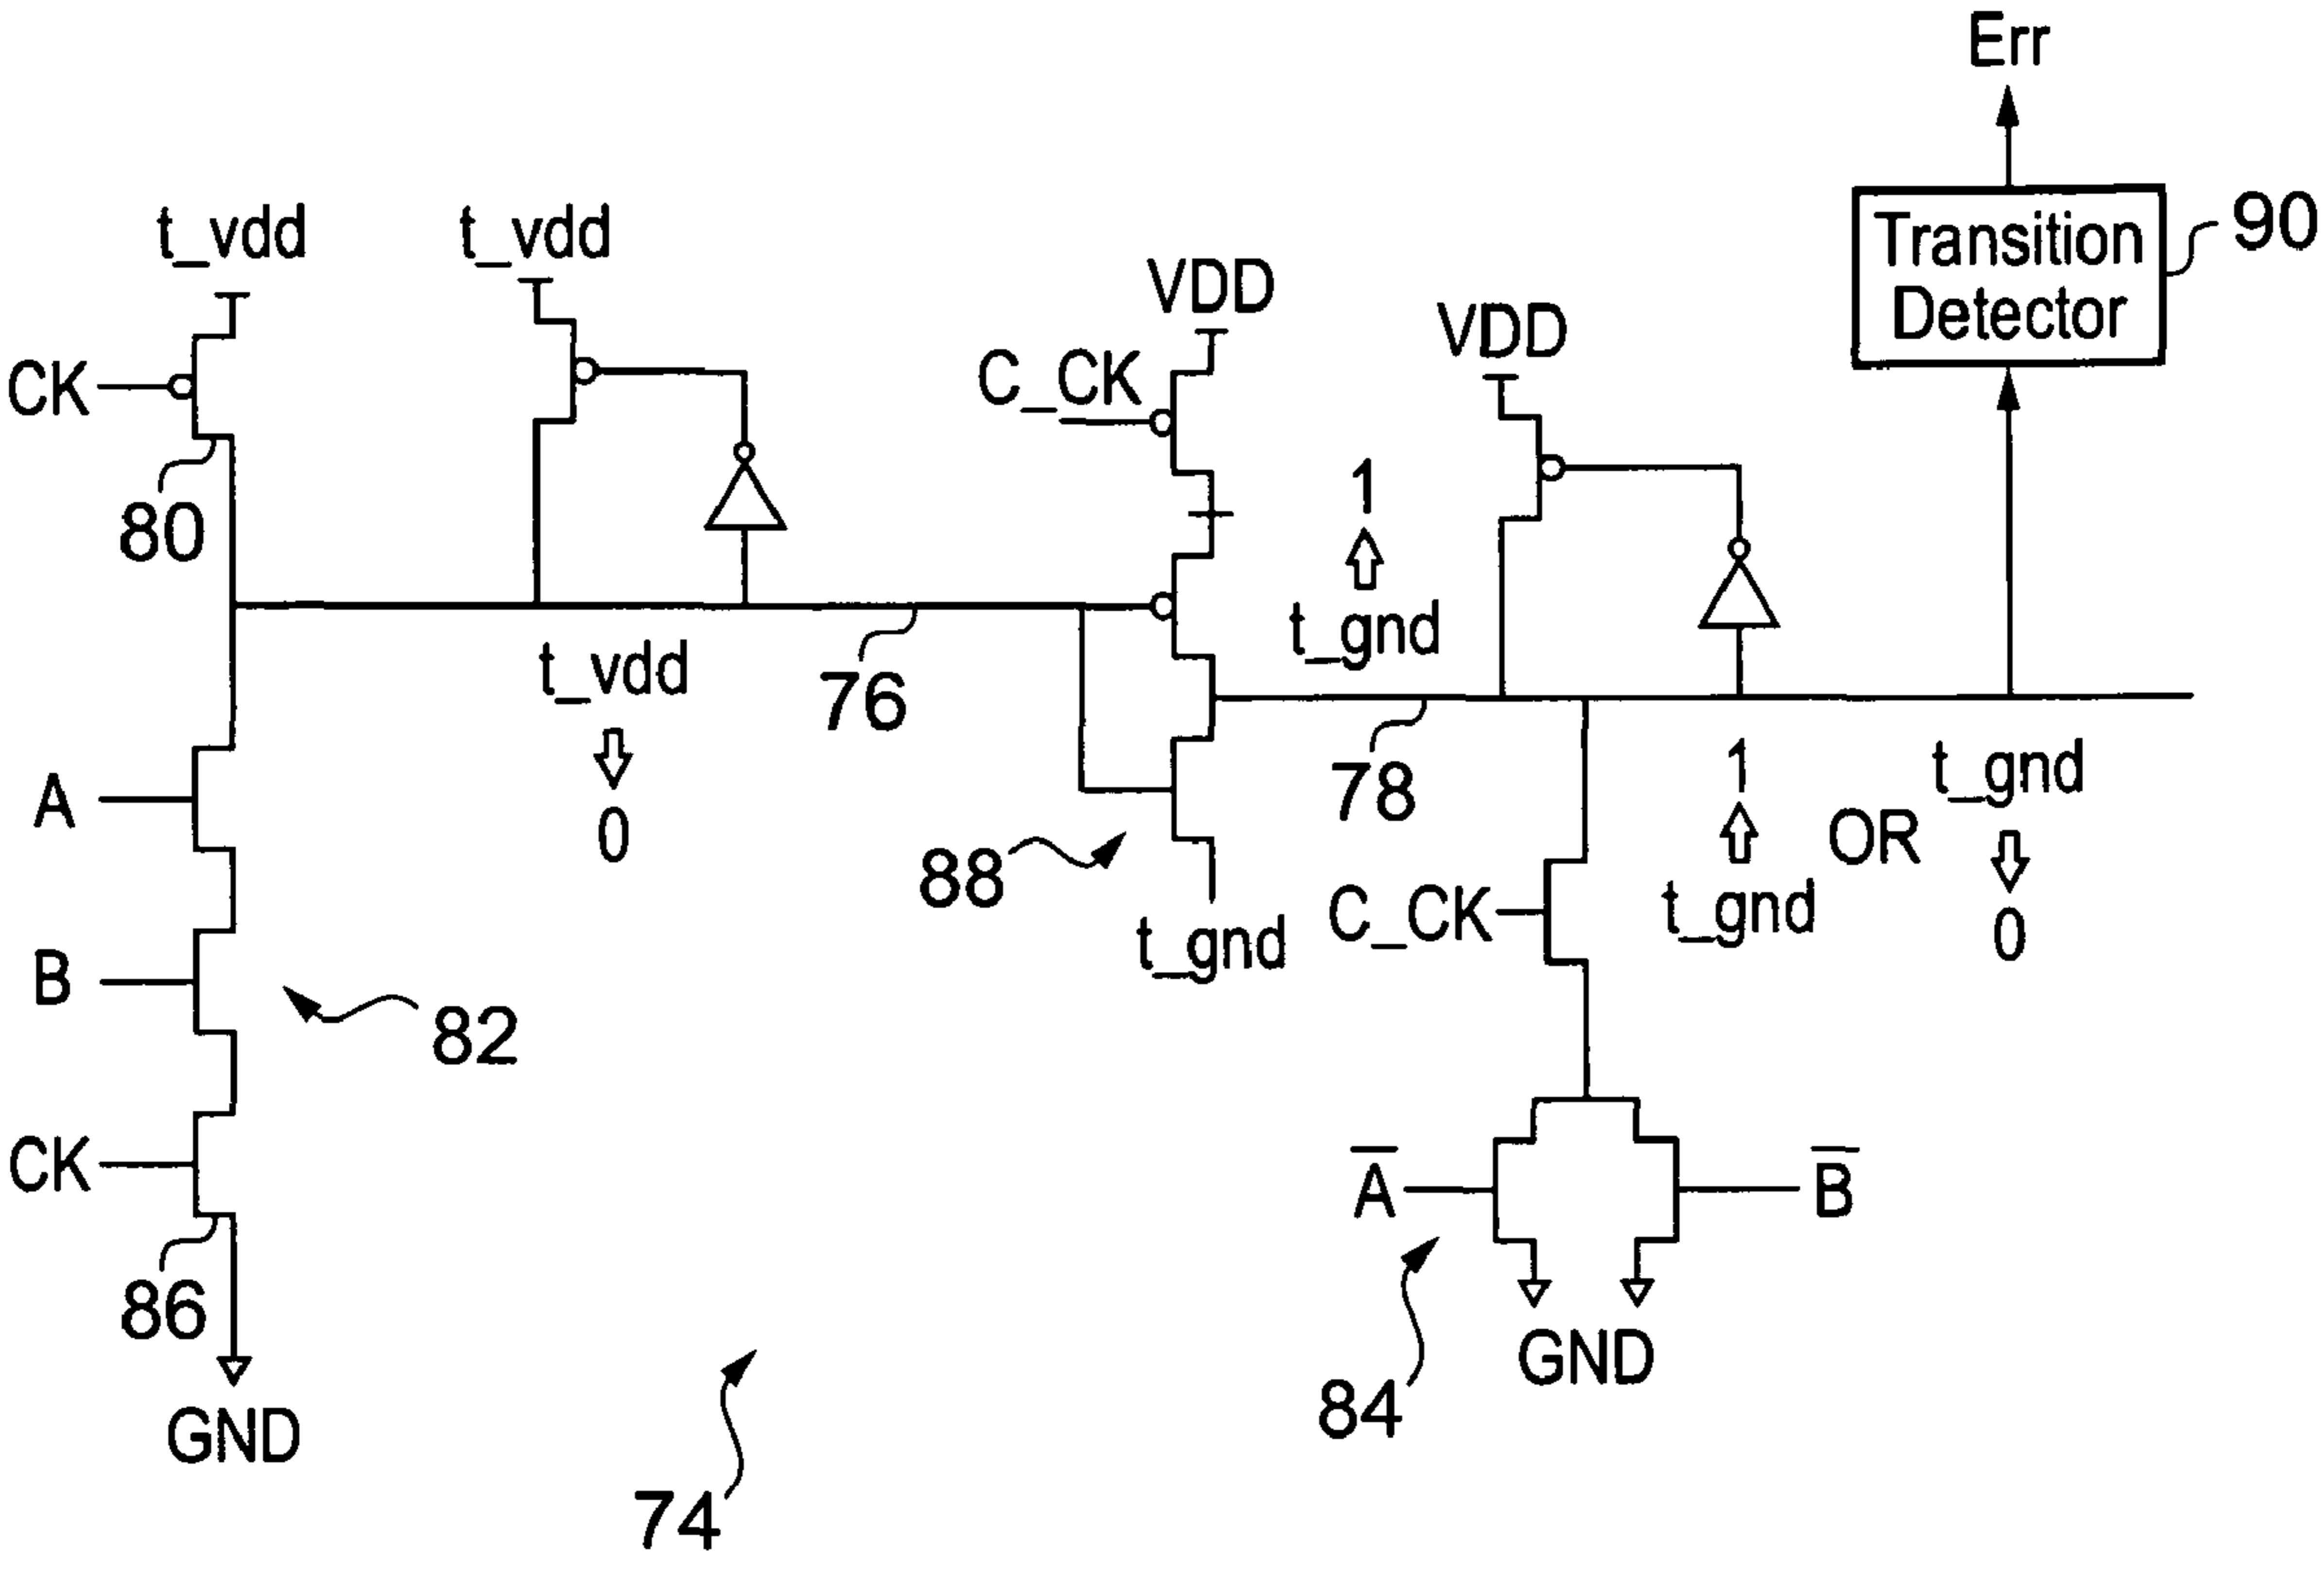 Err
Transition
Detector
90
t_vdd
t_vdd
VDD
VDD
CK
C_CK
80
1
t_gnd
t_vdd
0
76
78
1
t_gnd
OR
t_gnd
0
A
88
t_gnd
C_CK
B
82
CK
A
B
86
84
GND
GND
74